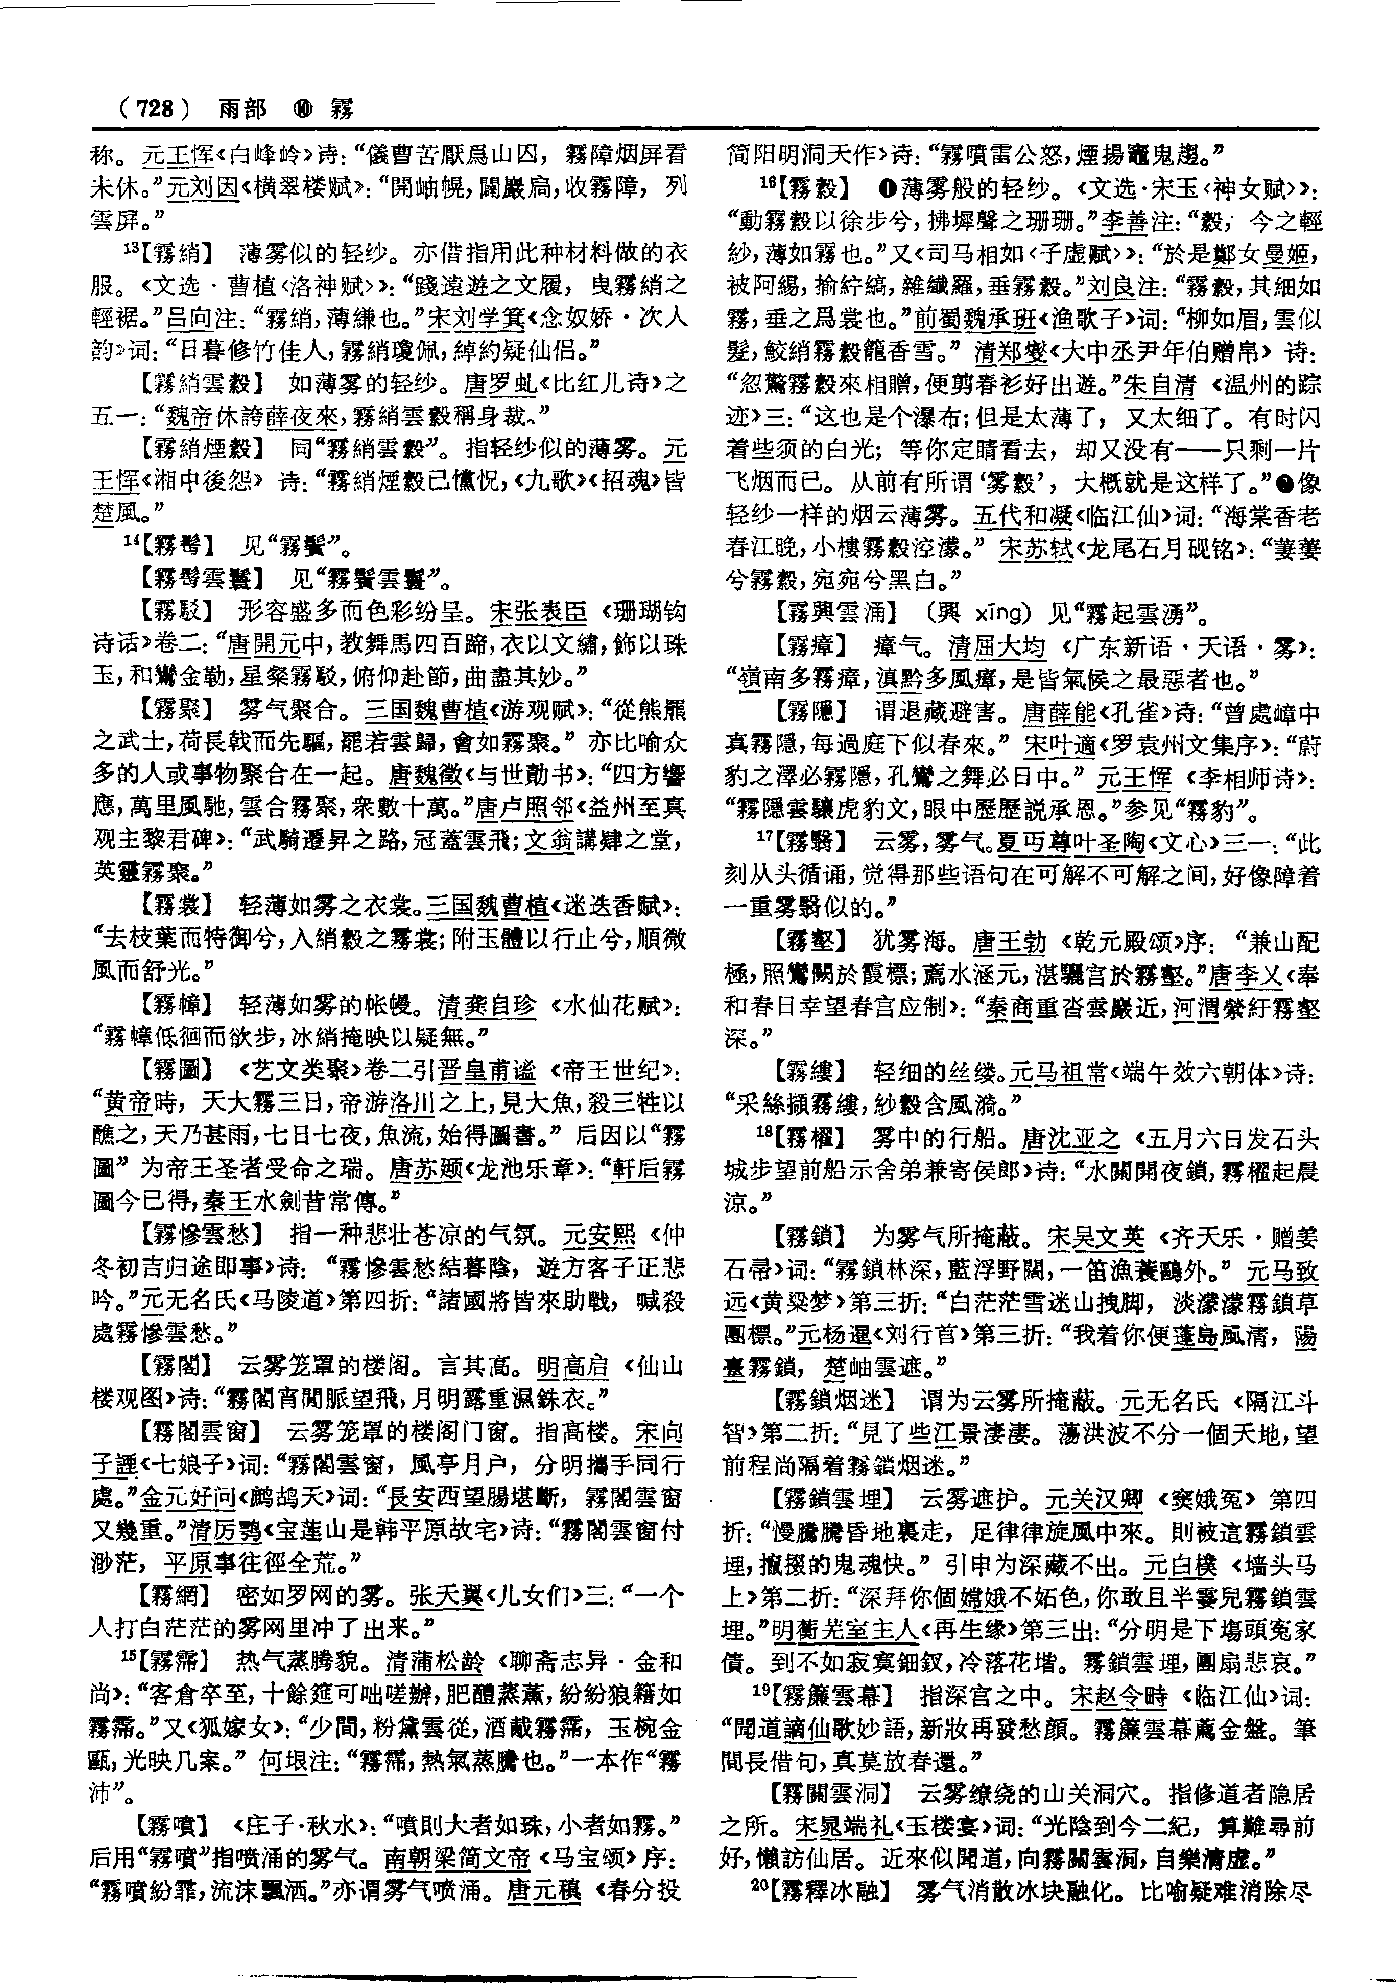 （728） 雨部 ⑩ 霧
称。元王恽《白峰岭》诗：“儀曹苦厭爲山囚，霧障烟屏看
未休。”元刘因《横翠楼赋》：“開岫幌，闢巖扃，收霧障，列
雲屏。”
13【霧綃】 薄雾似的轻纱。亦借指用此种材料做的衣
服。《文选·曹植〈洛神赋〉》：“踐遠遊之文履，曳霧綃之
輕裾。”吕向注：“霧綃，薄縑也。”宋刘学箕《念奴娇·次人
韵》词：“日暮修竹佳人，霧綃瓊佩，綽約疑仙侣。”
【霧綃雲縠】 如薄雾的轻纱。唐罗虬《比红儿诗》之
五一：“魏帝休誇薛夜來，霧綃雲縠稱身裁。”
【霧綃煙縠】 同“霧綃雲縠”。指轻纱似的薄雾。元
王恽《湘中後怨》 诗：“霧綃煙縠已懭怳，《九歌》《招魂》皆
楚風。”
14【霧髩】 见“霧鬢”。
【霧髩雲鬟】 见“霧鬢雲鬟”。
【霧駁】 形容盛多而色彩纷呈。宋张表臣《珊瑚钩
诗话》卷二：“唐開元中，教舞馬四百蹄，衣以文繡，飾以珠
玉，和鸞金勒，星粲霧駁，俯仰赴節，曲盡其妙。”
【霧聚】 雾气聚合。三国魏曹植《游观赋》：“從熊羆
之武士，荷長戟而先驅，罷若雲歸，會如霧聚。”亦比喻众
多的人或事物聚合在一起。唐魏徵《与世勣书》：“四方響
應，萬里風馳，雲合霧聚，衆數十萬。”唐卢照邻《益州至真
观主黎君碑》：“武騎遷昇之路，冠蓋雲飛；文翁講肄之堂，
英靈霧聚。”
【霧裳】 轻薄如雾之衣裳。三国魏曹植《迷迭香赋》：
“去枝葉而特御兮，入綃縠之霧裳；附玉體以行止兮，順微
風而舒光。”
【霧幛】 轻薄如雾的帐幔。清龚自珍《水仙花赋》：
“霧幛低徊而欲步，冰綃掩映以疑無。”
【霧圖】 《艺文类聚》卷二引晋皇甫谧《帝王世纪》：
“黄帝時，天大霧三日，帝游洛川之上，見大魚，殺三牲以
醮之，天乃甚雨，七日七夜，魚流，始得圖書。”后因以“霧
圖”为帝王圣者受命之瑞。唐苏颋《龙池乐章》：“軒后霧
圖今已得，秦王水劍昔常傳。”
【霧慘雲愁】 指一种悲壮苍凉的气氛。元安熙《仲
冬初吉归途即事》诗：“霧慘雲愁結暮陰，遊方客子正悲
吟。”元无名氏《马陵道》第四折：“諸國將皆來助戰，喊殺
處霧慘雲愁。”
【霧閣】 云雾笼罩的楼阁。言其高。明高启《仙山
楼观图》诗：“霧閣宵閒脈望飛，月明露重濕銖衣。”
【霧閣雲窗】 云雾笼罩的楼阁门窗。指高楼。宋向
子諲《七娘子》词：“霧閣雲窗，風亭月户，分明攜手同行
處。”金元好问《鹧鸪天》词：“長安西望腸堪斷，霧閣雲窗
又幾重。”清厉鹗《宝莲山是韩平原故宅》诗：“霧閣雲窗付
渺茫，平原事往徑全荒。”
【霧網】 密如罗网的雾。张天翼《儿女们》三：“一个
人打白茫茫的雾网里冲了出来。”
15【霧霈】 热气蒸腾貌。清蒲松龄《聊斋志异·金和
尚》：“客倉卒至，十餘筵可咄嗟辦，肥醴蒸薰，紛紛狼籍如
霧霈。”又《狐嫁女》：“少間，粉黛雲從，酒胾霧霈，玉椀金
甌，光映几案。”何垠注：“霧霈，熱氣蒸騰也。”一本作“霧
沛”。
【霧噴】 《庄子·秋水》：“噴則大者如珠，小者如霧。”
后用“霧噴”指喷涌的雾气。南朝梁简文帝《马宝颂》序：
“霧噴紛霏，流沫飄洒。”亦谓雾气喷涌。唐元稹《春分投
简阳明洞天作》诗：“霧噴雷公怒，煙揚竈鬼趨。”
16【霧縠】 ❶薄雾般的轻纱。《文选·宋玉〈神女赋〉》：
“動霧縠以徐步兮，拂墀聲之珊珊。”李善注：“縠，今之輕
紗，薄如霧也。”又《司马相如〈子虚赋〉》：“於是鄭女曼姬，
被阿緆，揄紵縞，雜纖羅，垂霧縠。”刘良注：“霧縠，其細如
霧，垂之爲裳也。”前蜀魏承班《渔歌子》词：“柳如眉，雲似
髮，鮫綃霧縠籠香雪。”清郑燮《大中丞尹年伯赠帛》诗：
“忽驚霧縠來相贈，便剪春衫好出遊。”朱自清《温州的踪
迹》三：“这也是个瀑布；但是太薄了，又太细了。有时闪
着些须的白光；等你定睛看去，却又没有——只剩一片
飞烟而已。从前有所谓‘雾縠’，大概就是这样了。”❷像
轻纱一样的烟云薄雾。五代和凝《临江仙》词：“海棠香老
春江晚，小樓霧縠涳濛。”宋苏轼《龙尾石月砚铭》：“萋萋
兮霧縠，宛宛兮黑白。”
【霧興雲涌】（興 xīng）见“霧起雲湧”。
【霧瘴】 瘴气。清屈大均《广东新语·天语·雾》：
“嶺南多霧瘴，滇黔多風瘴，是皆氣候之最惡者也。”
【霧隱】 谓退藏避害。唐薛能《孔雀》诗：“曾處嶂中
真霧隱，每過庭下似春來。”宋叶適《罗袁州文集序》：“蔚
豹之澤必霧隱，孔鸞之舞必日中。”元王恽《李相师诗》：
“霧隱雲驤虎豹文，眼中歷歷説承恩。”参见“霧豹”。
17【霧翳】 云雾，雾气。夏丏尊叶圣陶《文心》三一：“此
刻从头循诵，觉得那些语句在可解不可解之间，好像障着
一重雾翳似的。”
【霧壑】 犹雾海。唐王勃《乾元殿颂》序：“兼山配
極，照鸞闕於霞標；薦水涵元，湛驪宫於霧壑。”唐李乂《奉
和春日幸望春宫应制》：“秦商重沓雲巖近，河渭縈紆霧壑
深。”
【霧縷】 轻细的丝缕。元马祖常《端午效六朝体》诗：
“采絲擷霧縷，紗縠含風漪。”
18【霧櫂】 雾中的行船。唐沈亚之《五月六日发石头
城步望前船示舍弟兼寄侯郎》诗：“水關開夜鎖，霧櫂起晨
涼。”
【霧鎖】 为雾气所掩蔽。宋吴文英《齐天乐·赠姜
石帚》词：“霧鎖林深，藍浮野闊，一笛漁蓑鷗外。”元马致
远《黄粱梦》第三折：“白茫茫雪迷山拽脚，淡濛濛霧鎖草
團標。”元杨暹《刘行首》第三折：“我着你便蓬島風清，陽
臺霧鎖，楚岫雲遮。”
【霧鎖烟迷】 谓为云雾所掩蔽。元无名氏《隔江斗
智》第二折：“見了些江景淒淒。蕩洪波不分一個天地，望
前程尚隔着霧鎖烟迷。”
【霧鎖雲埋】 云雾遮护。元关汉卿《窦娥冤》第四
折：“慢騰騰昏地裏走，足律律旋風中來。則被這霧鎖雲
埋，攛掇的鬼魂快。”引申为深藏不出。元白樸《墙头马
上》第二折：“深拜你個嫦娥不妬色，你敢且半霎兒霧鎖雲
埋。”明蘅芜室主人《再生缘》第三出：“分明是下塲頭冤家
債。到不如寂寞鈿釵，冷落花堦。霧鎖雲埋，團扇悲哀。”
19【霧簾雲幕】 指深宫之中。宋赵令畤《临江仙》词：
“聞道謫仙歌妙語，新妝再發愁顔。霧簾雲幕薦金盤。筆
間長借句，真莫放春還。”
【霧關雲洞】 云雾缭绕的山关洞穴。指修道者隐居
之所。宋晁端礼《玉楼宴》词：“光陰到今二紀，算難尋前
好，懶訪仙居。近來似聞道，向霧關雲洞，自樂清虚。”
20【霧釋冰融】 雾气消散冰块融化。比喻疑难消除尽